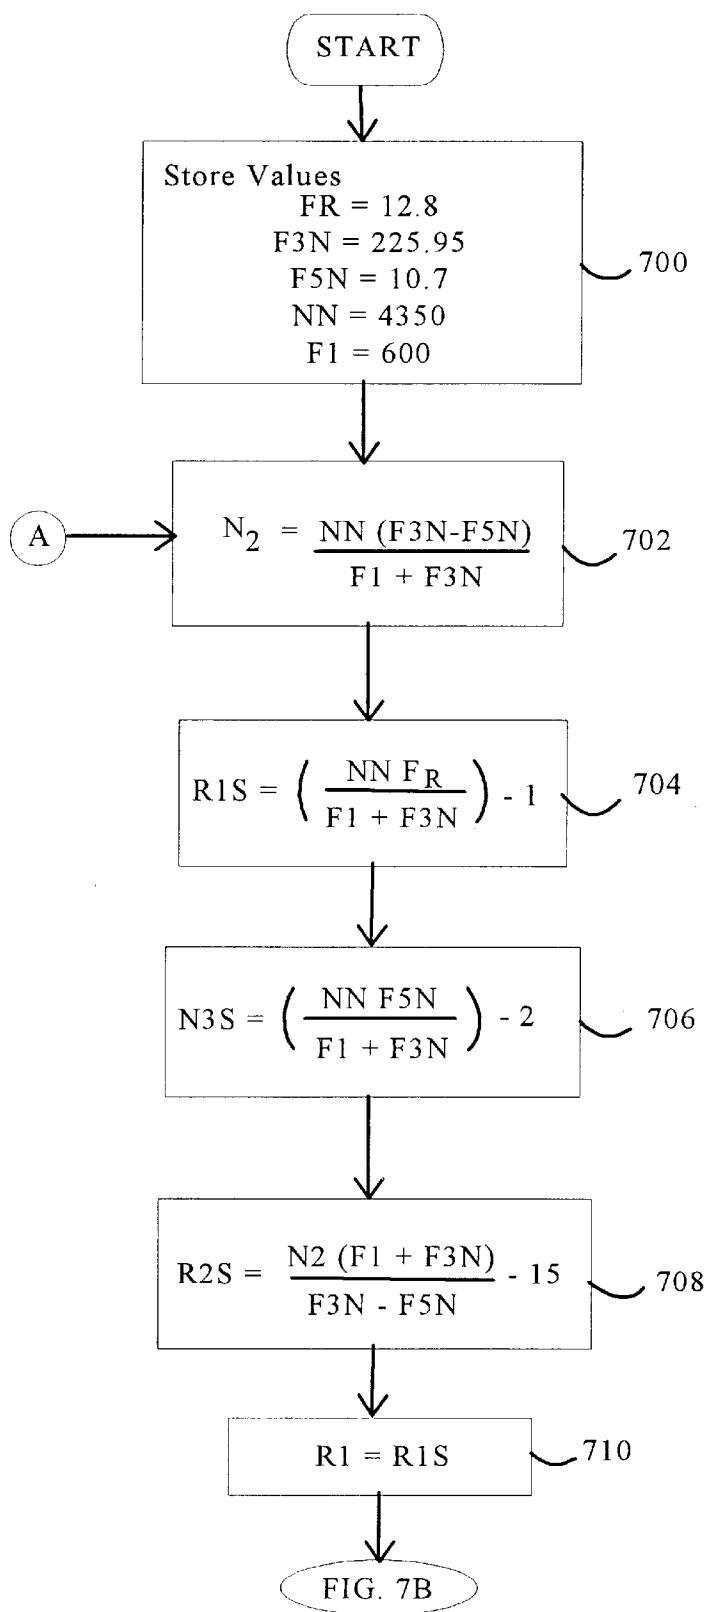 START
Store Values
FR = 12.8
F3N = 225.95
F5N = 10.7
NN = 4350
F1 = 600
700
A
N2 = NN (F3N-F5N)
F1 + F3N
702
R1S = ( NN FR
F1 + F3N ) - 1
704
N3S = ( NN F5N
F1 + F3N ) - 2
706
R2S = N2 (F1 + F3N) - 15
F3N - F5N
708
R1 = R1S
710
FIG. 7B